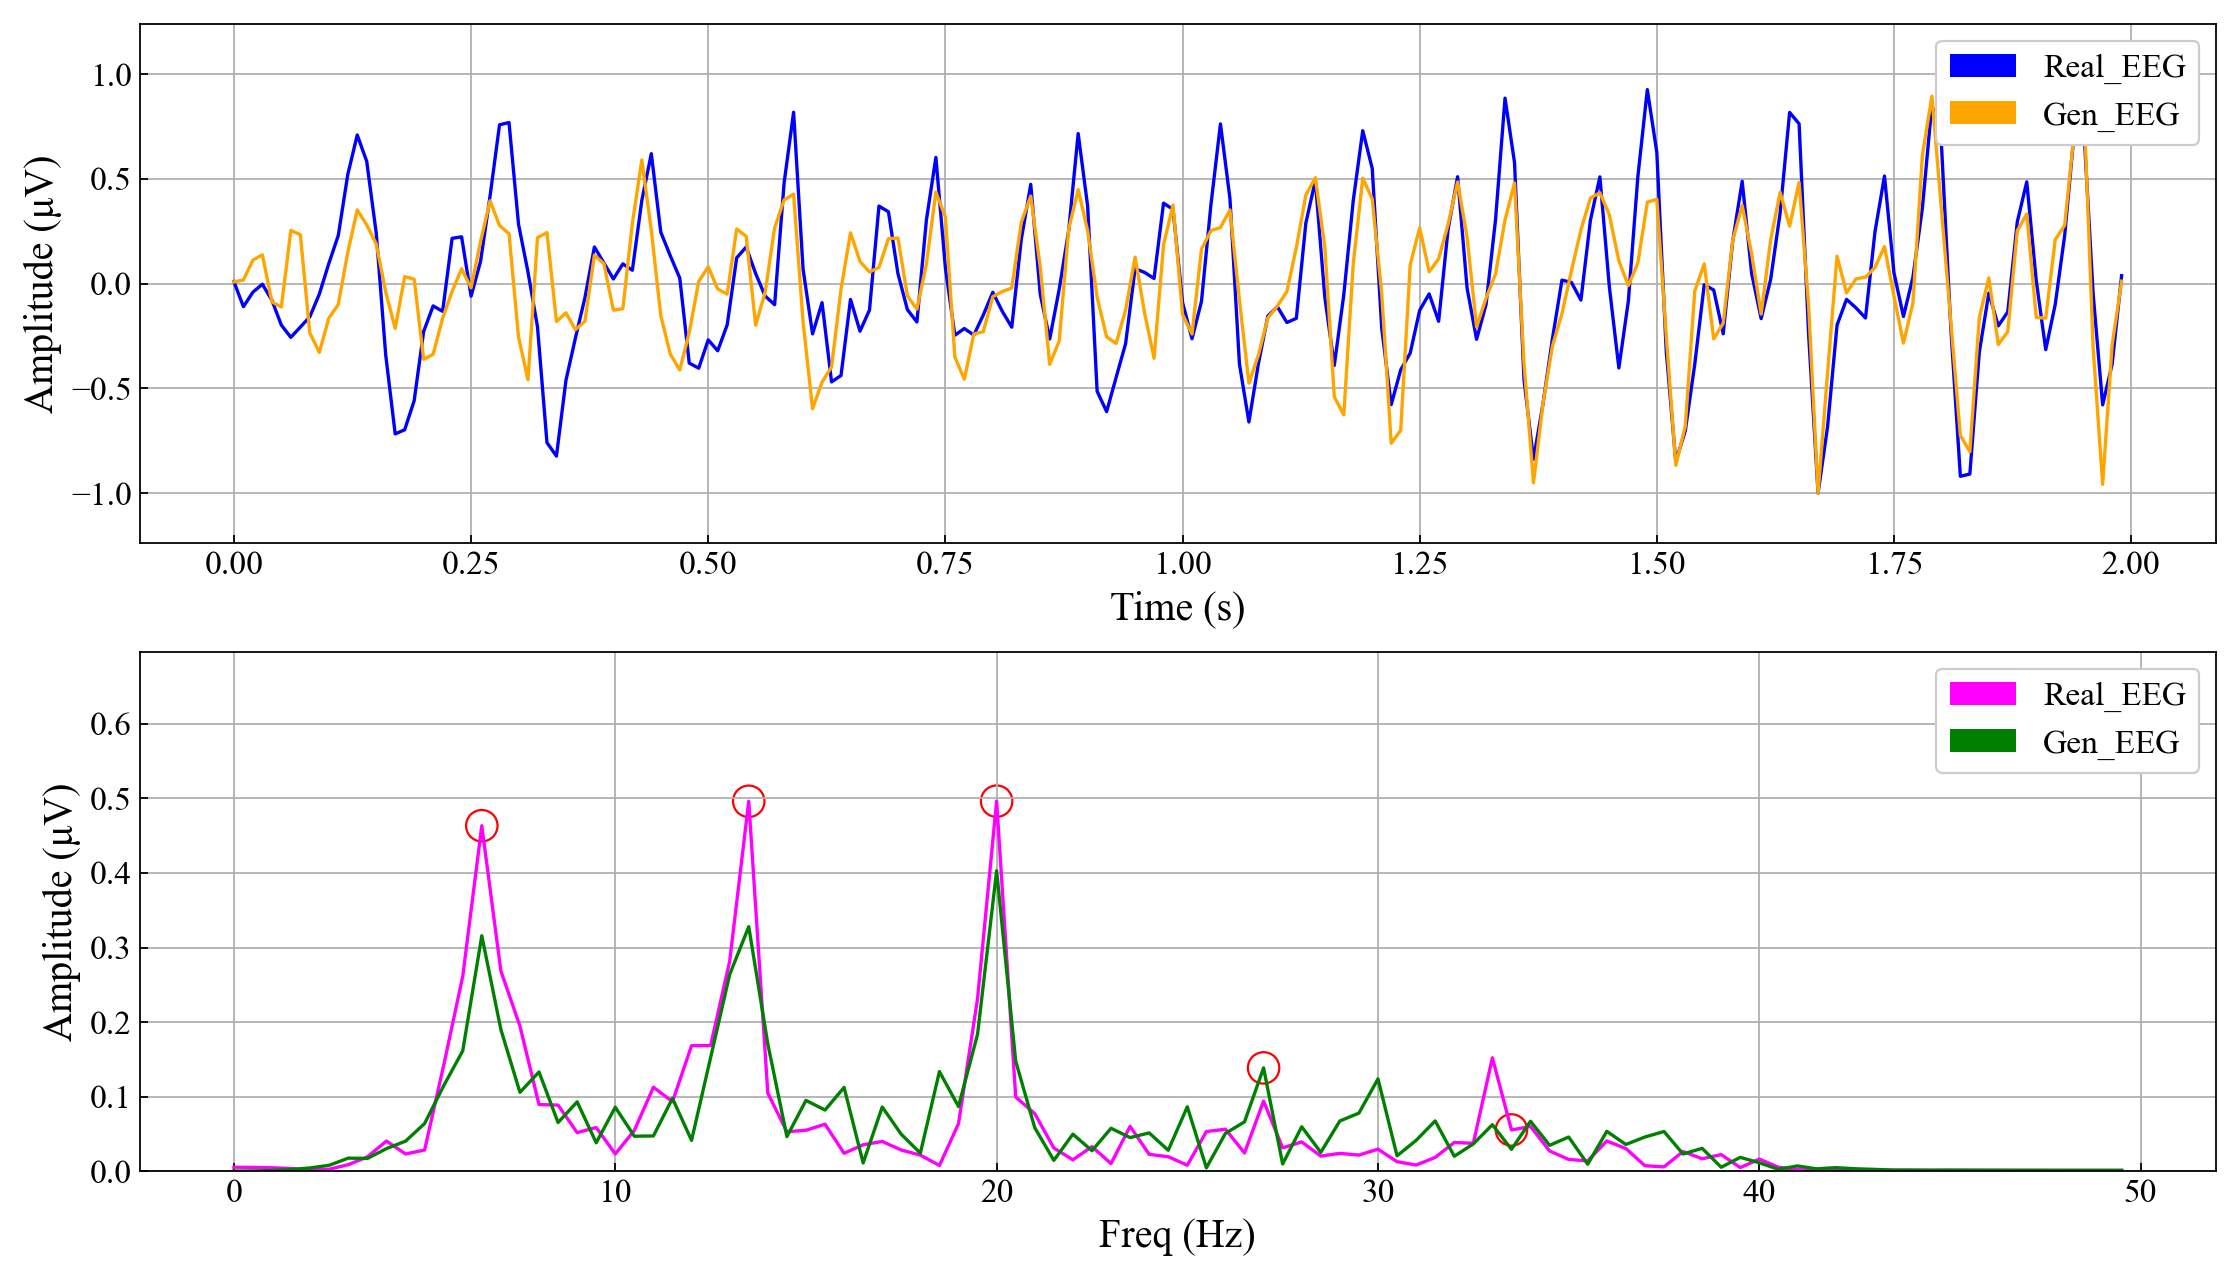 Amplitude (μV)
1.0
0.5
0.0
−0.5
−1.0
Real_EEG
Gen_EEG
0.00 0.25 0.50 0.75 1.00 1.25 1.50 1.75 2.00
Time (s)
Amplitude (μV)
0.6
0.5
0.4
0.3
0.2
0.1
0.0
Real_EEG
Gen_EEG
0 10 20 30 40 50
Freq (Hz)